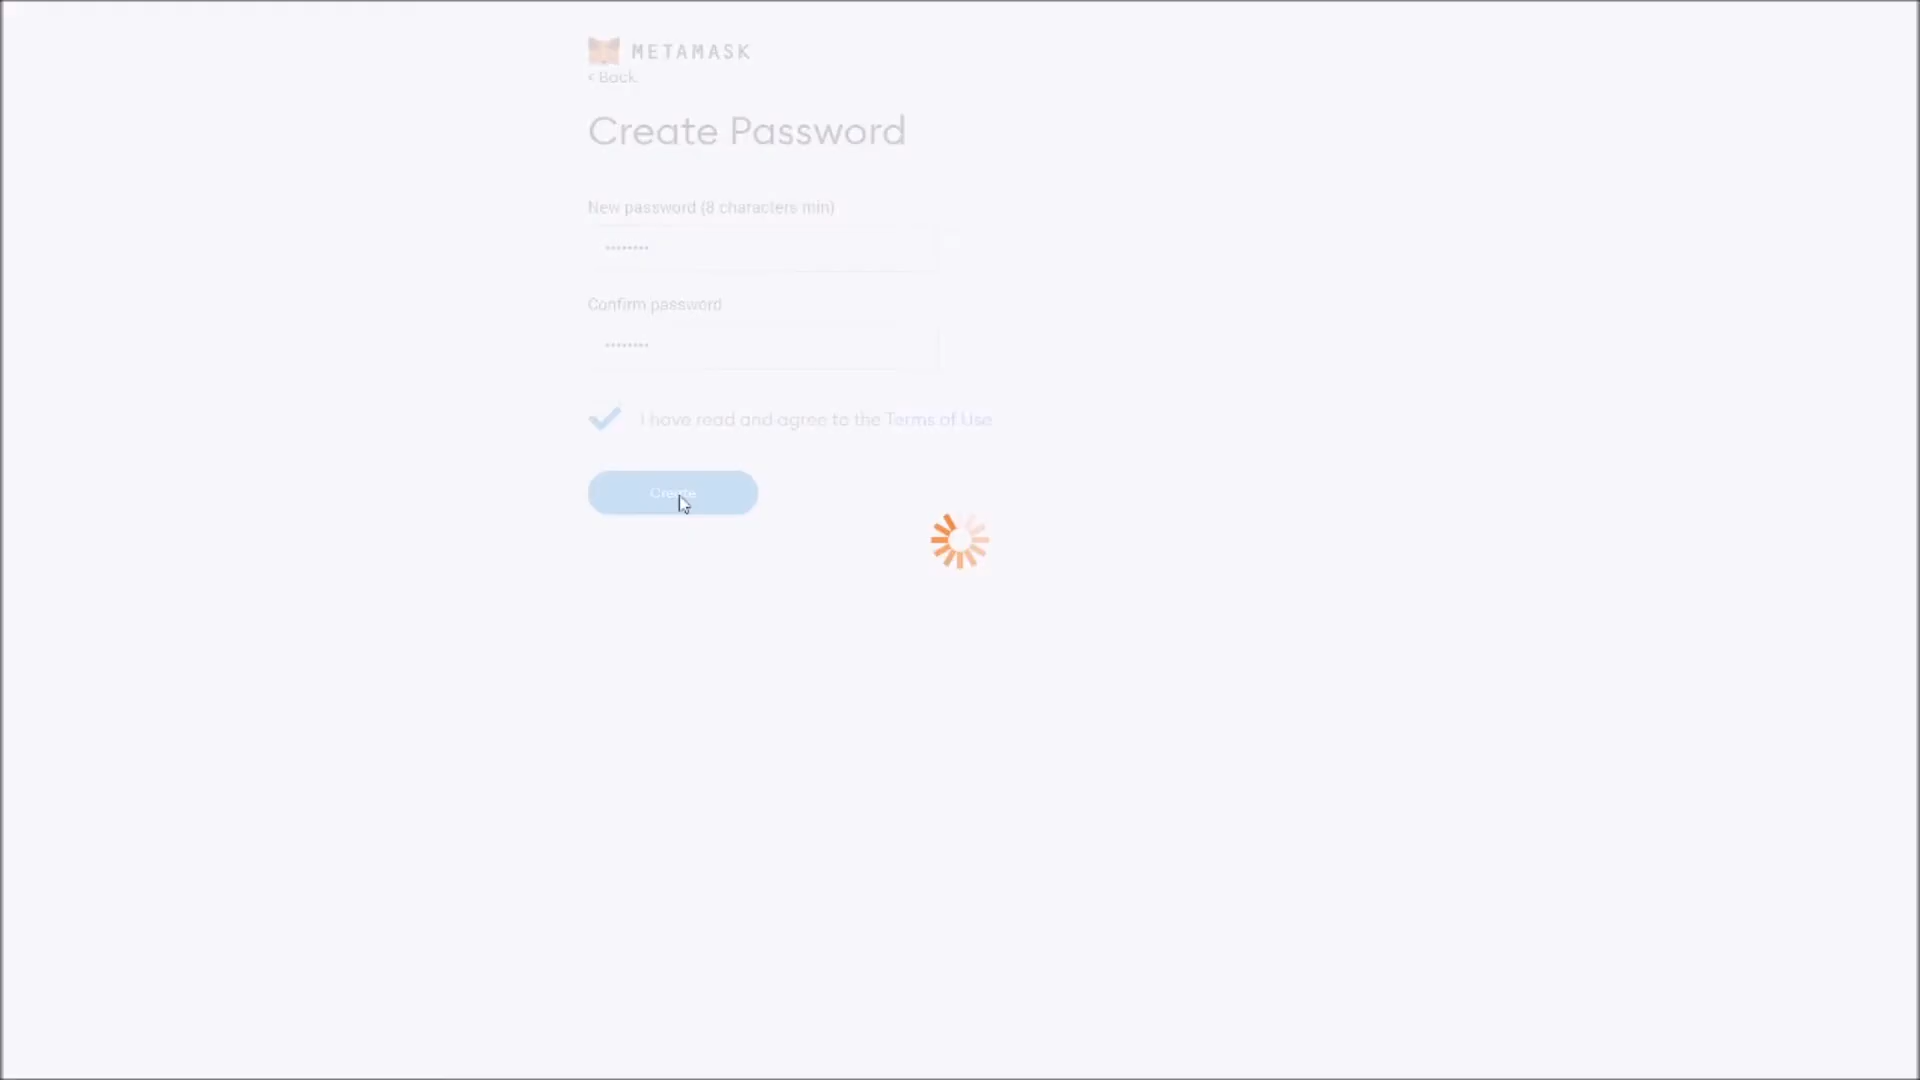 METAMASK
< Back
Create Password
New password (8 characters min)
••••••••
Confirm password
••••••••
I have read and agree to the Terms of Use
Create